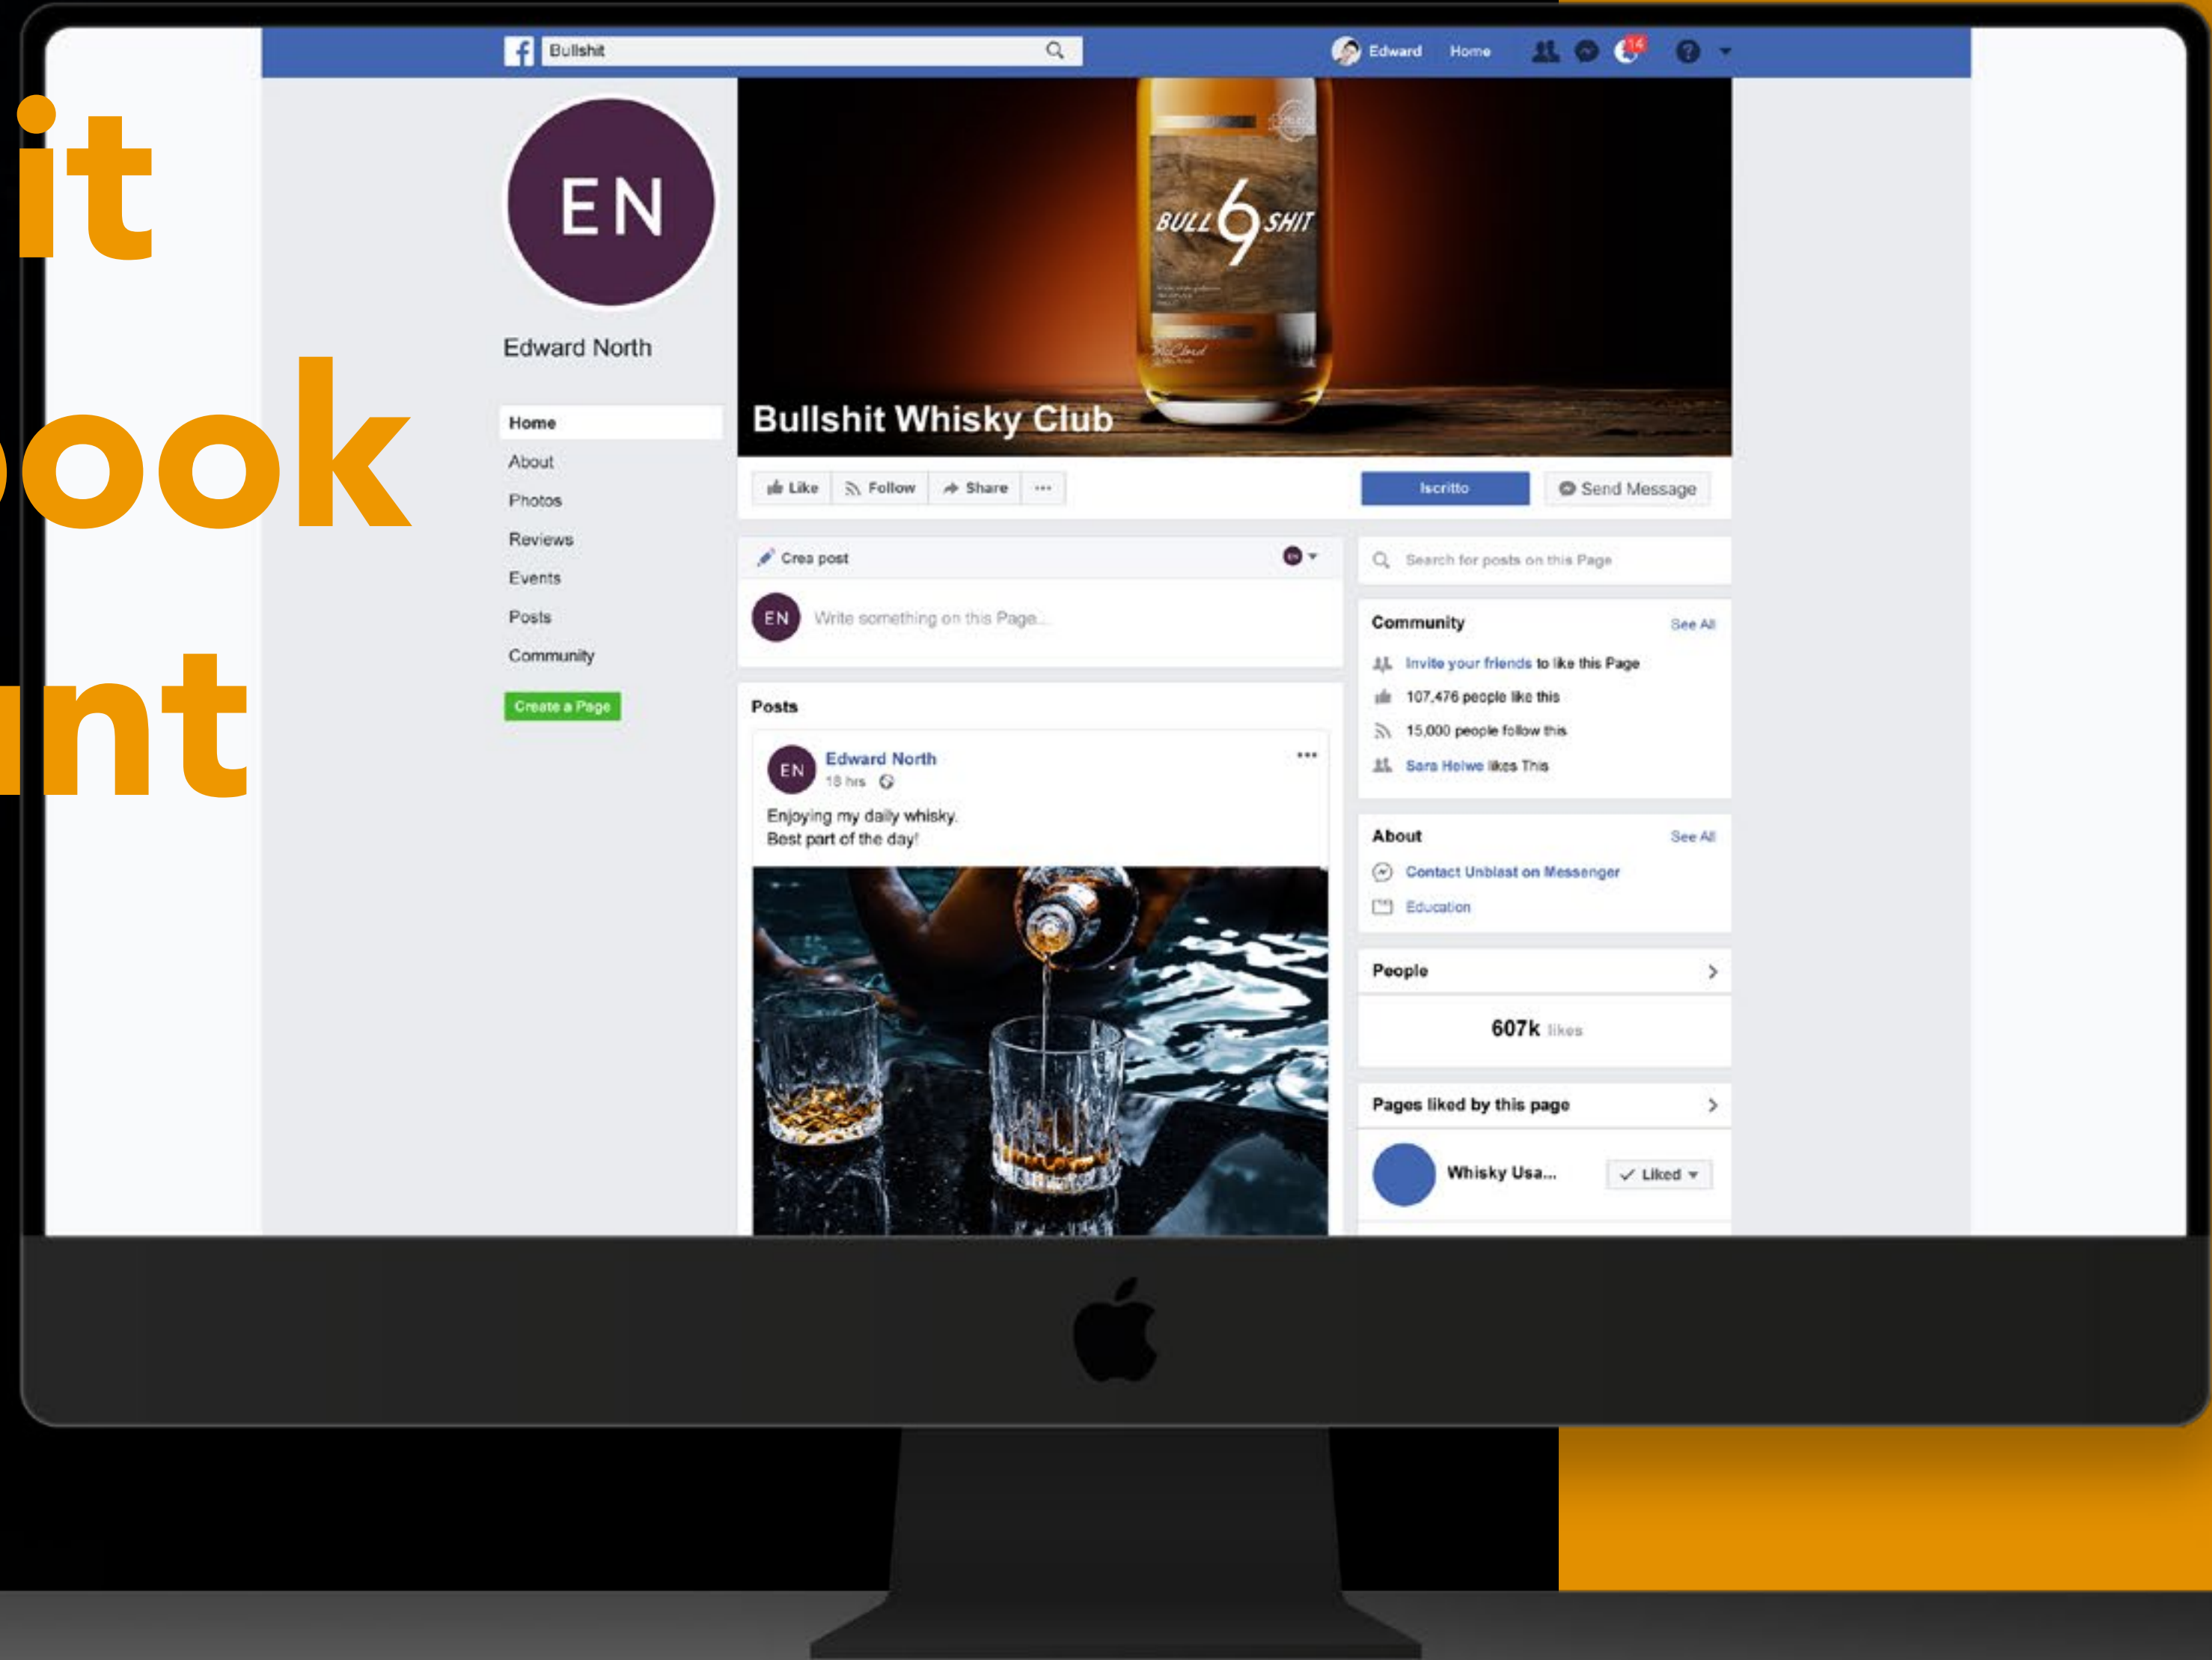 it
ook
nt
Bullshit
Edward Home 14
EN
Edward North
Home
About
Photos
Reviews
Events
Posts
Community
Create a Page
BULL 6 SHIT
Bullshit Whisky Club
Like Follow Share
Iscritto Send Message
Crea post EN
EN Write something on this Page...
Posts
EN Edward North
18 hrs
Enjoying my daily whisky.
Best part of the day!
Search for posts on this Page
Community See All
Invite your friends to like this Page
107,476 people like this
15,000 people follow this
Sara Helwe likes This
About See All
Contact Unblast on Messenger
Education
People
607k likes
Pages liked by this page
Whisky Usa... Liked